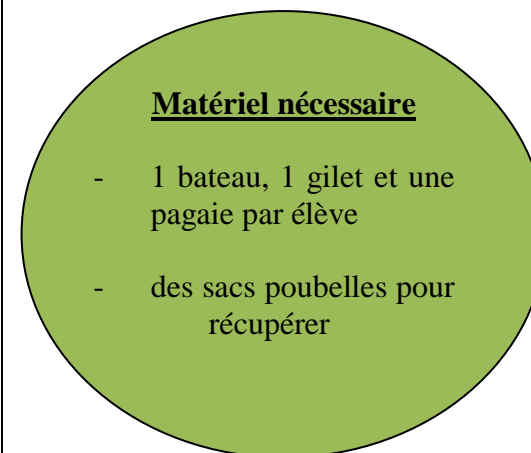 Matériel nécessaire
- 1 bateau, 1 gilet et une
pagaie par élève
- des sacs poubelles pour
récupérer